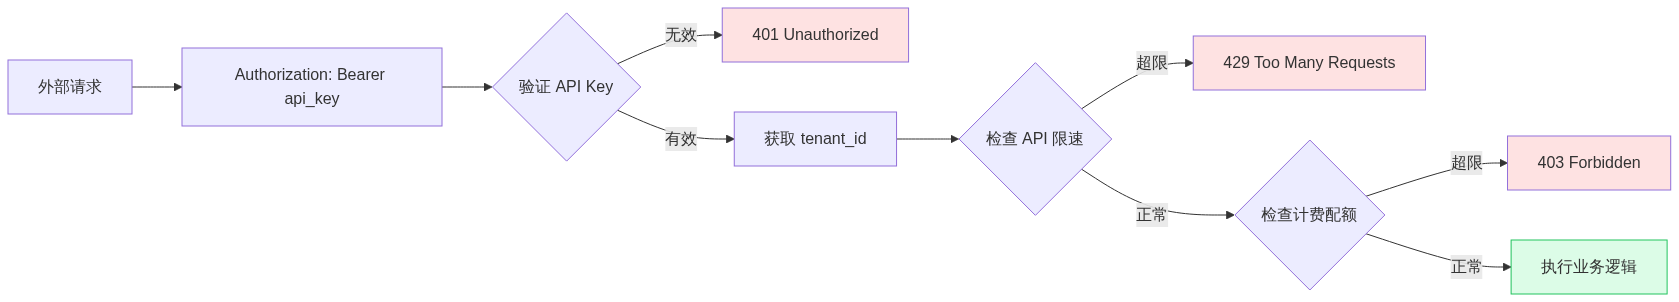 外部请求
Authorization: Bearer
api_key
验证 API Key
无效
401 Unauthorized
有效
获取 tenant_id
检查 API 限速
超限
429 Too Many Requests
正常
检查计费配额
超限
403 Forbidden
正常
执行业务逻辑